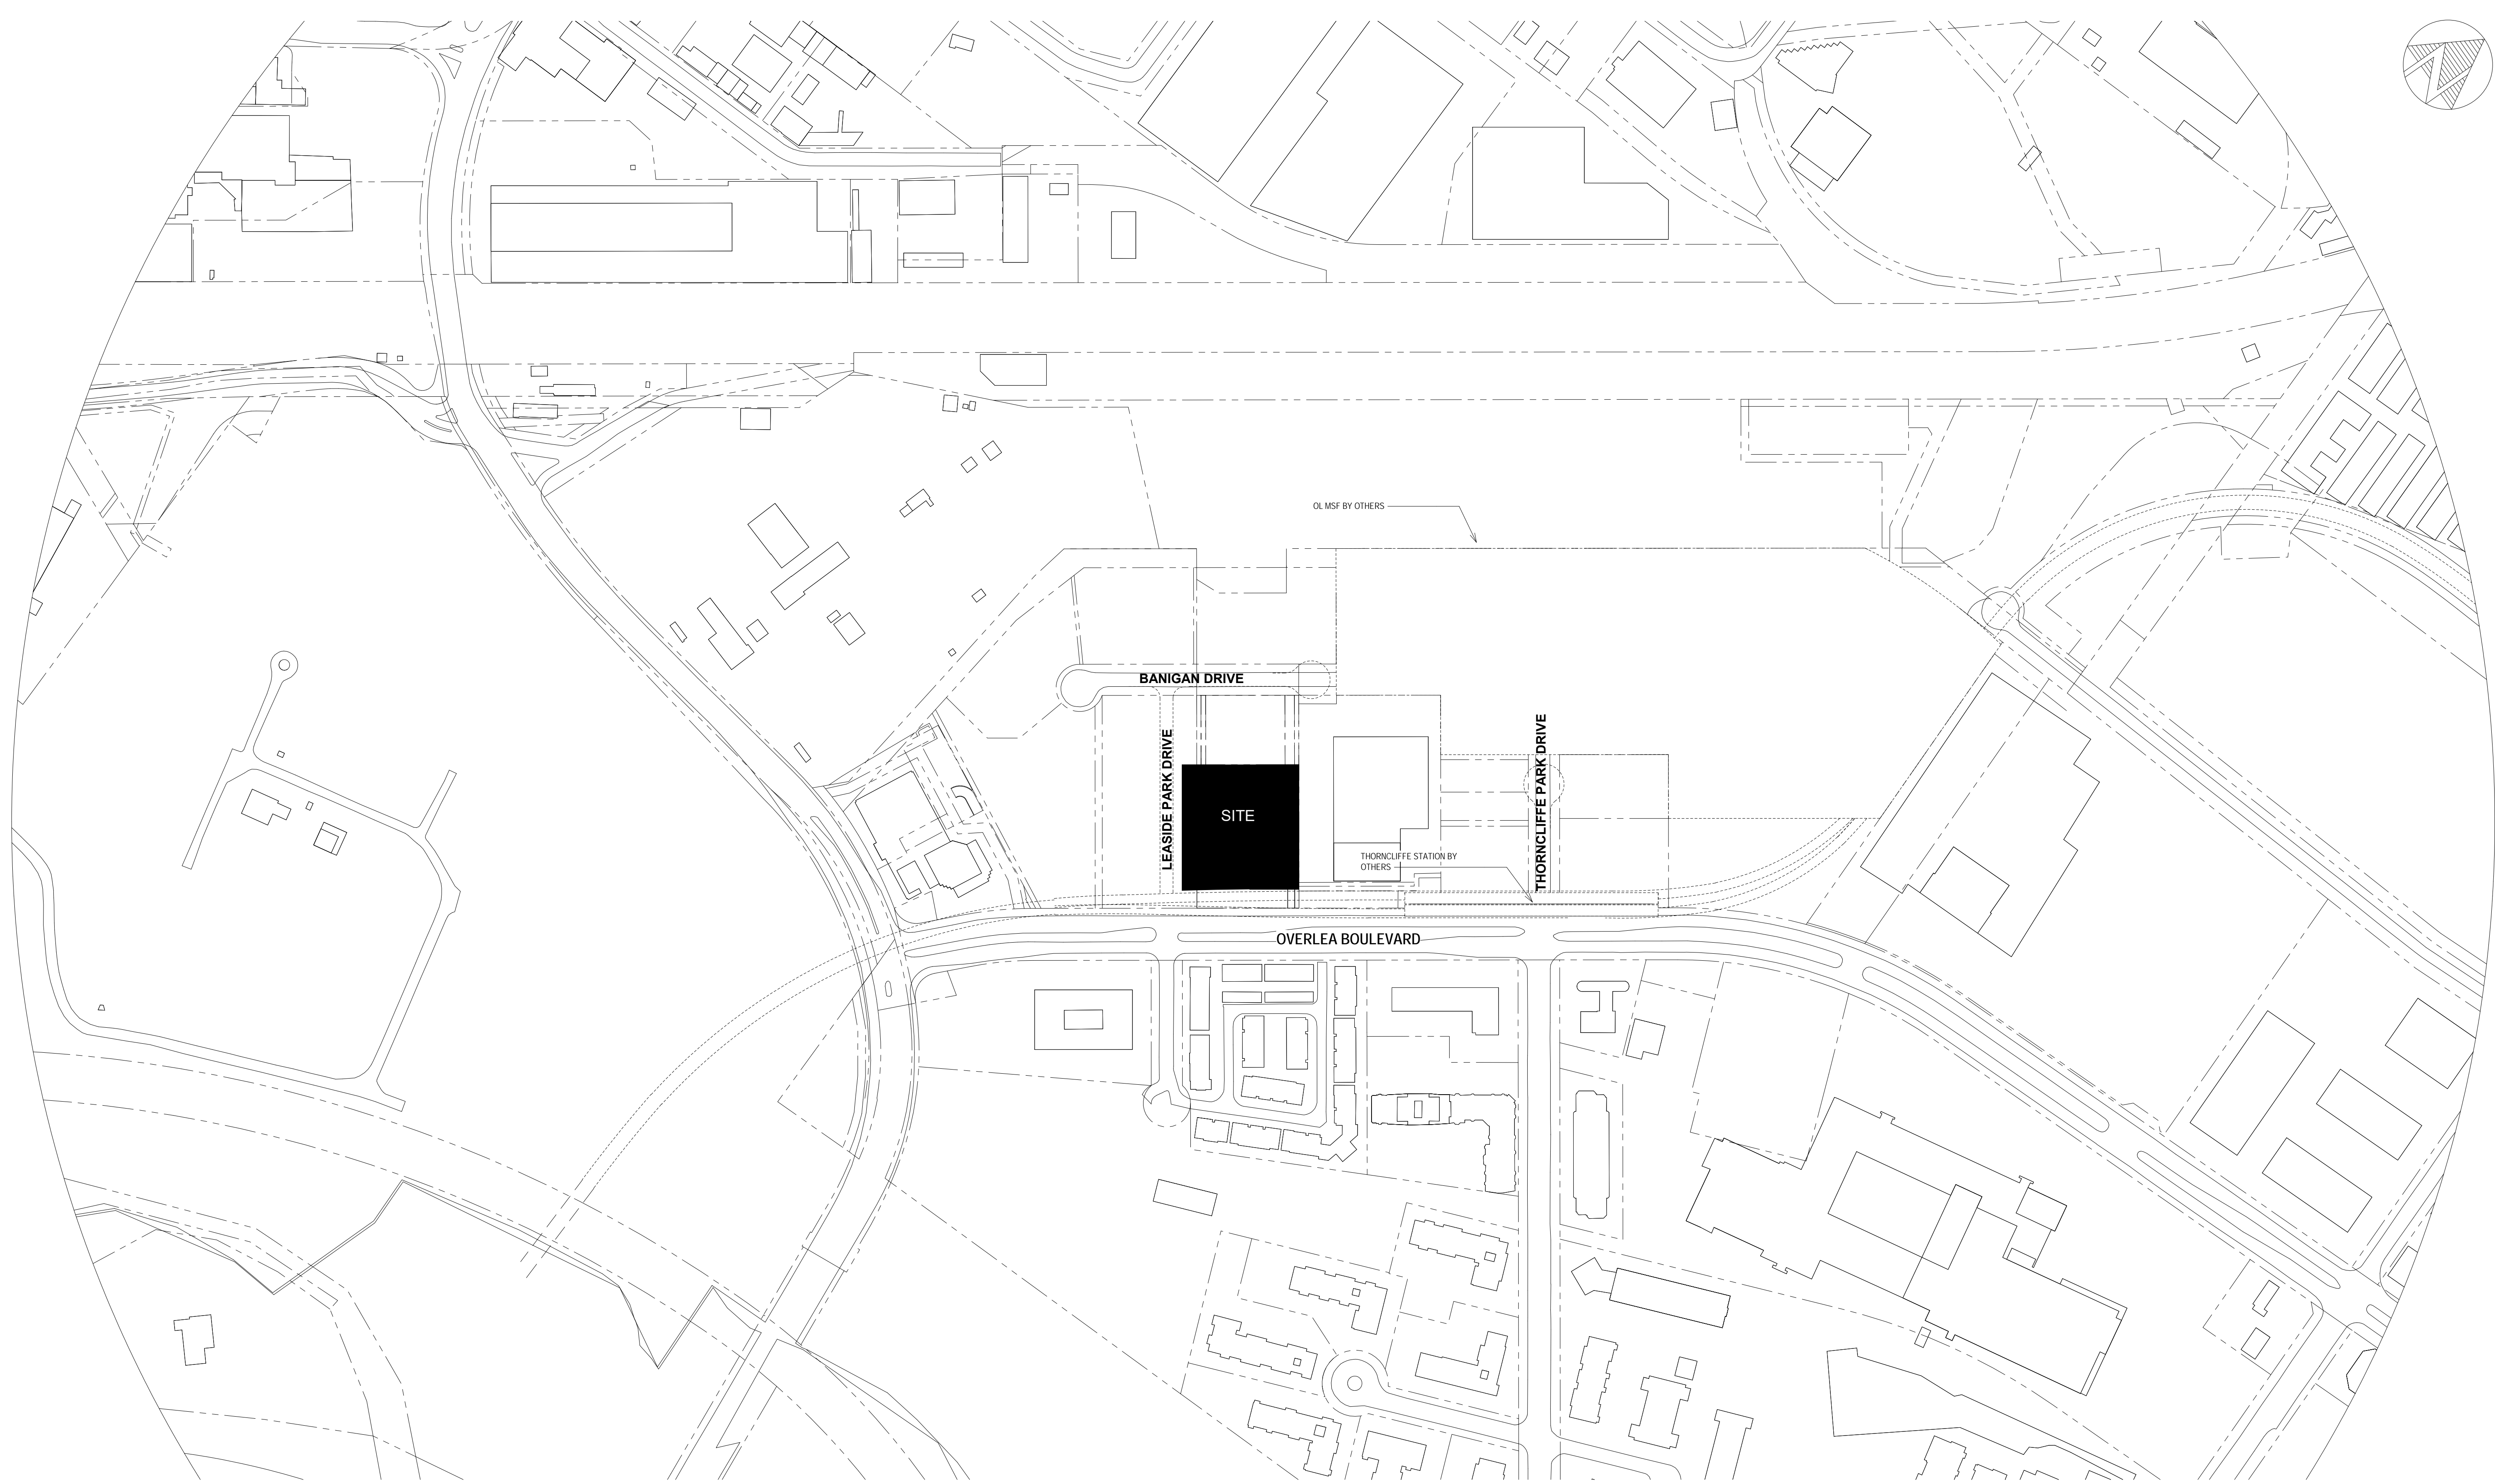 OL MSF BY OTHERS
BANIGAN DRIVE
LEASIDE PARK DRIVE
THORNCLIFFE PARK DRIVE
SITE
THORNCLIFFE STATION BY
OTHERS
OVERLEA BOULEVARD